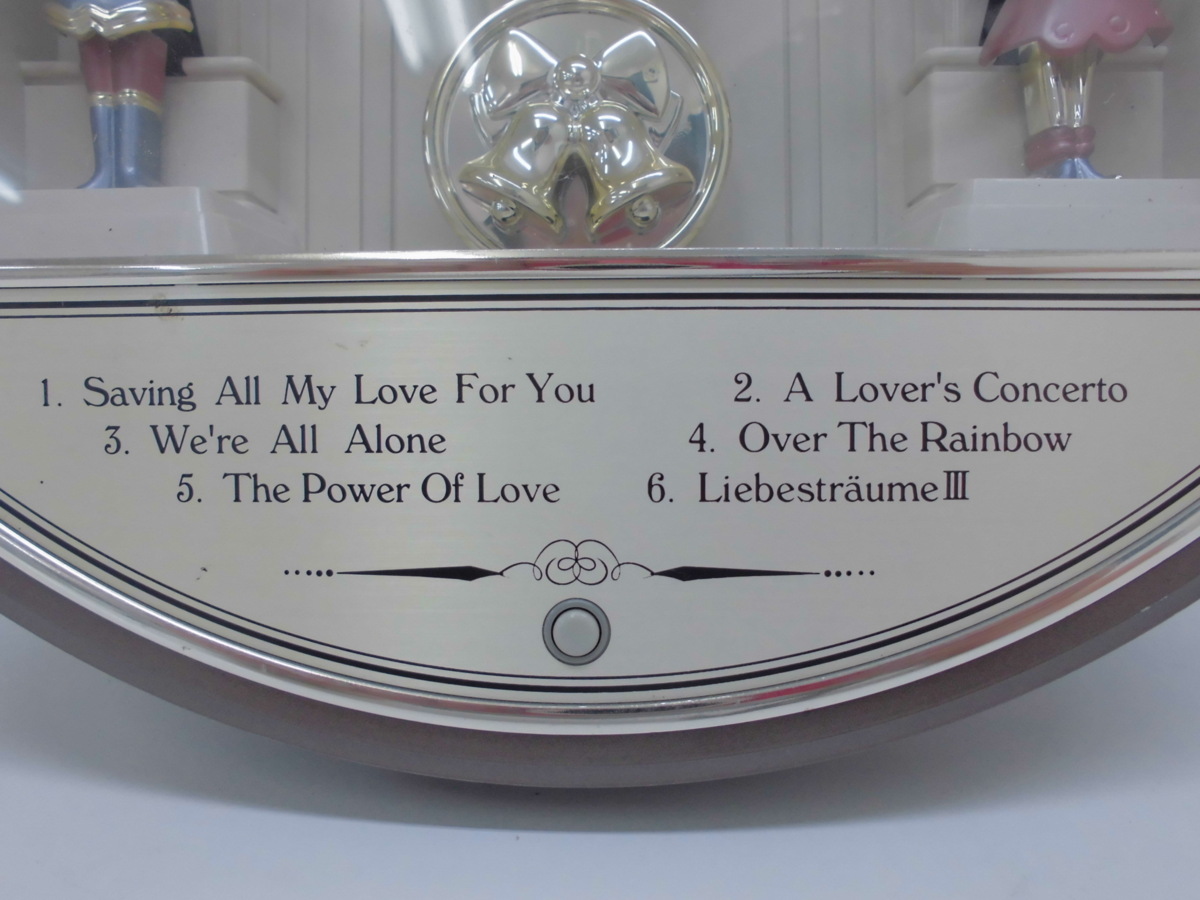 1. Saving All My Love For You 2. A Lover's Concerto
3. We're All Alone 4. Over The Rainbow
5. The Power Of Love 6. Liebesträume III